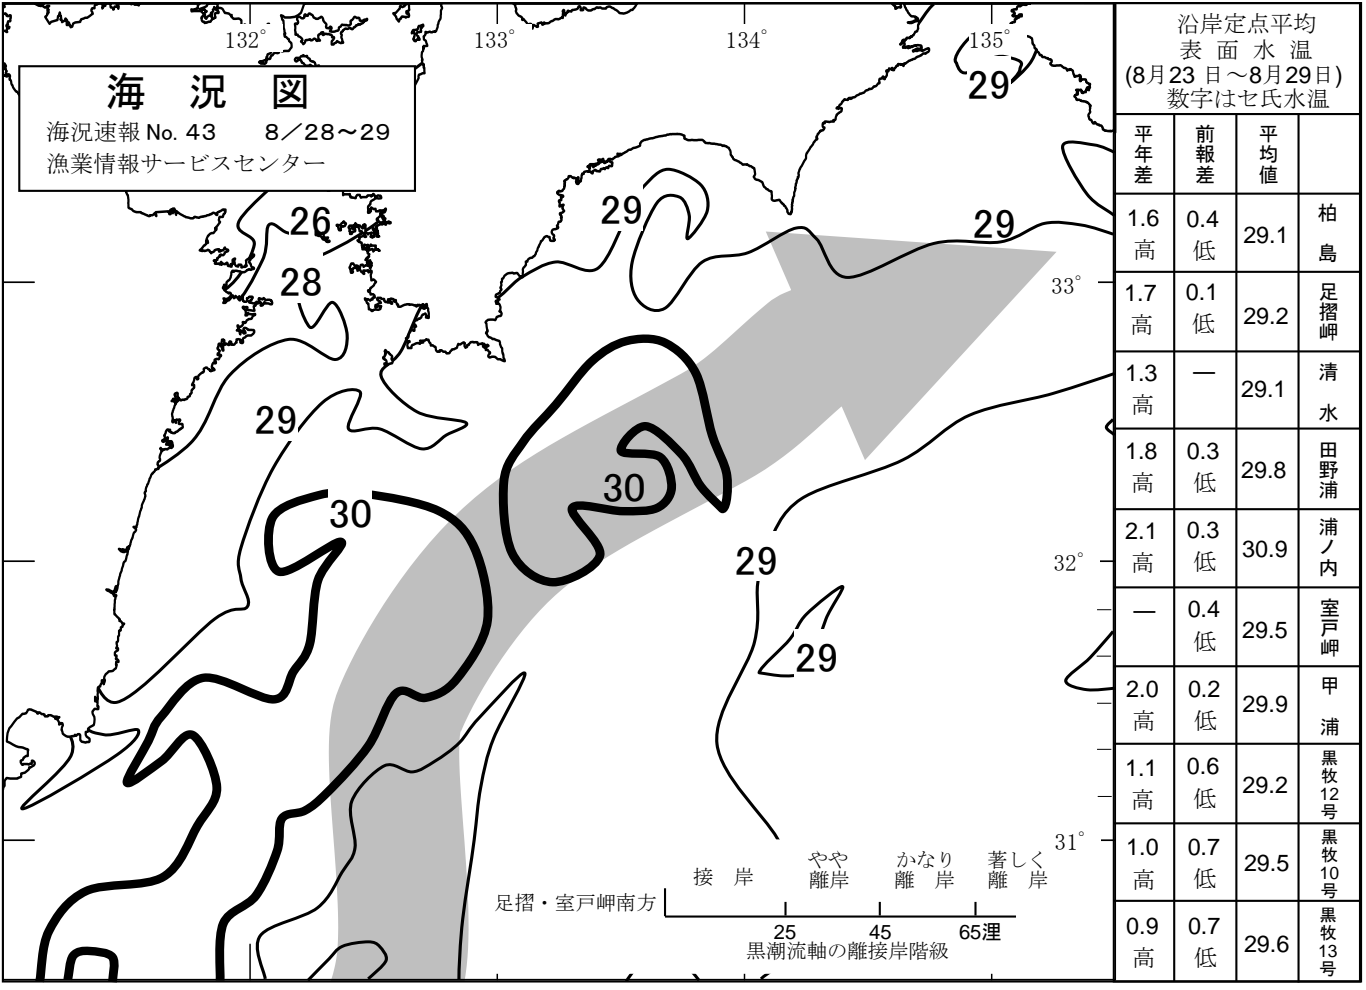 132°
133°
134°
135°
海 況 図
海況速報 No. 43 8／28～29
漁業情報サービスセンター
29
29
29
26
28
29
30
30
29
29
33°
32°
31°
接 岸
やや
離岸
かなり
離 岸
著しく
離 岸
足摺・室戸岬南方
25
45
65浬
黒潮流軸の離接岸階級
沿岸定点平均
表 面 水 温
(8月23日～8月29日)
数字はセ氏水温
平年差 前報差 平均値
1.6高 0.4低 29.1 柏島
1.7高 0.1低 29.2 足摺岬
1.3高 ― 29.1 清水
1.8高 0.3低 29.8 田野浦
2.1高 0.3低 30.9 浦ノ内
― 0.4低 29.5 室戸岬
2.0高 0.2低 29.9 甲浦
1.1高 0.6低 29.2 黒牧12号
1.0高 0.7低 29.5 黒牧10号
0.9高 0.7低 29.6 黒牧13号